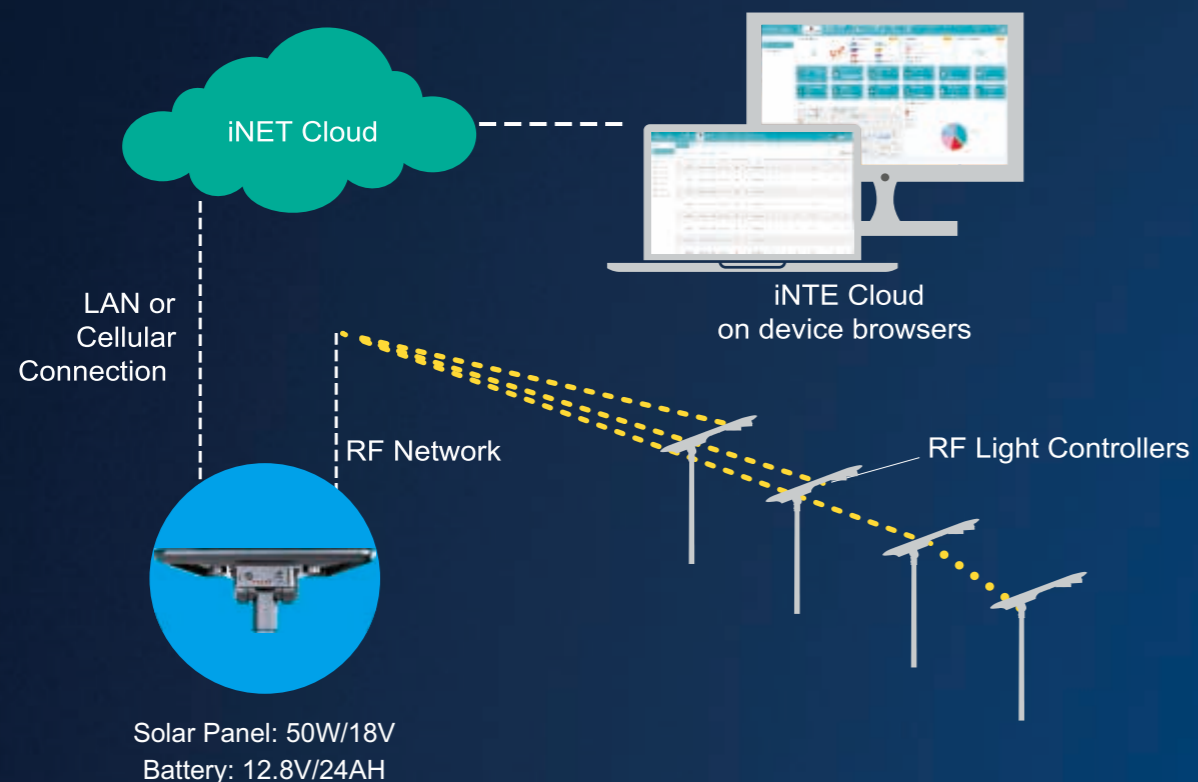 iNET Cloud
LAN or
Cellular
Connection
iNTE Cloud
on device browsers
RF Network
RF Light Controllers
Solar Panel: 50W/18V
Battery: 12.8V/24AH